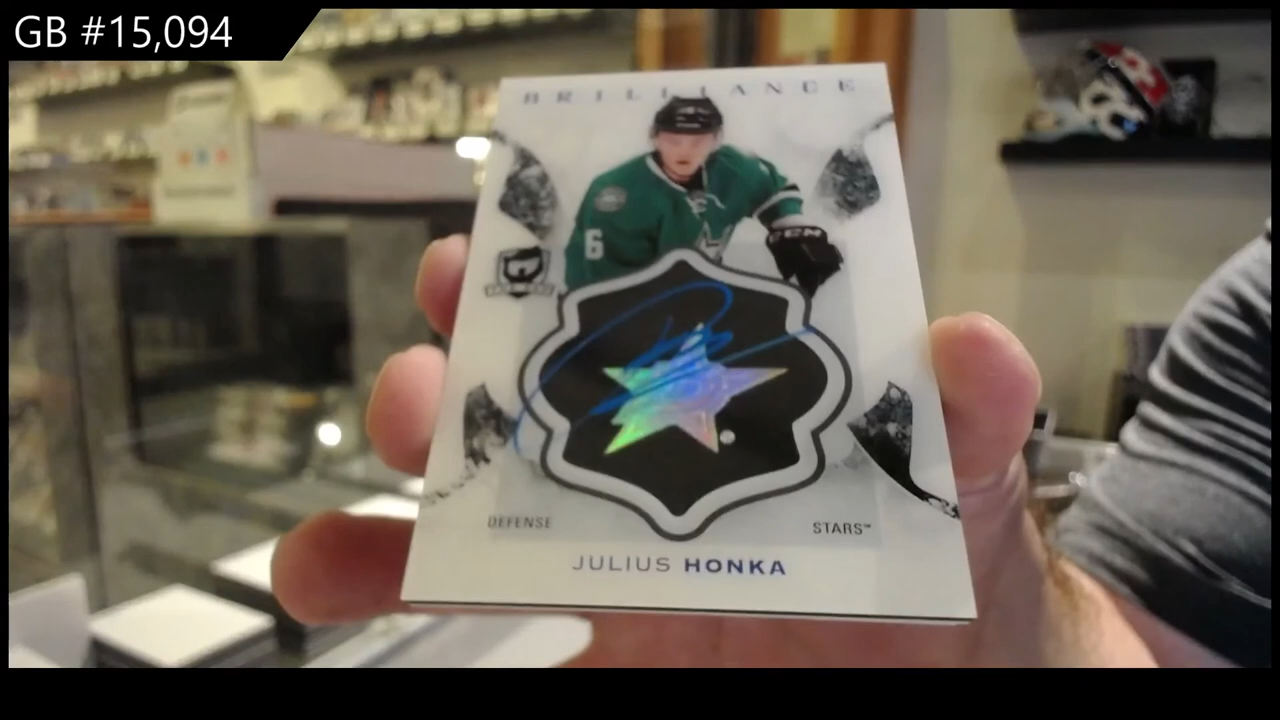 GB #15,094
BRILLIANCE
6
CCM
DEFENSE
STARS™
JULIUS HONKA